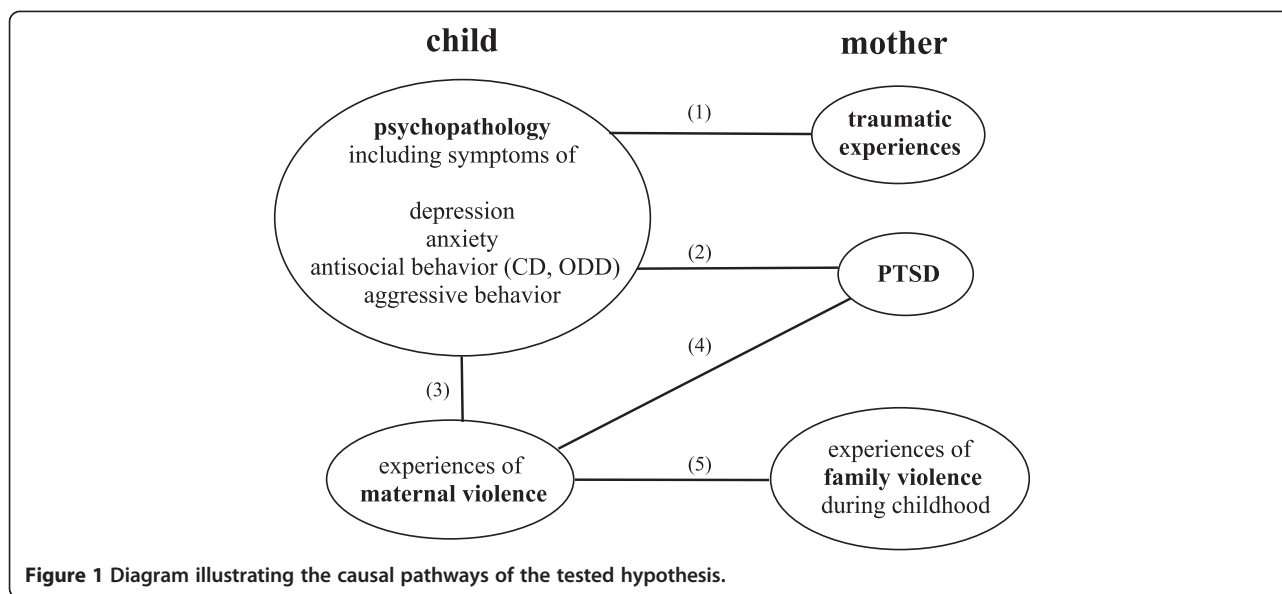 child
mother
psychopathology
including symptoms of
depression
anxiety
antisocial behavior (CD, ODD)
aggressive behavior
(1)
traumatic
experiences
(2)
PTSD
(3)
(4)
experiences of
maternal violence
(5)
experiences of
family violence
during childhood
Figure 1 Diagram illustrating the causal pathways of the tested hypothesis.